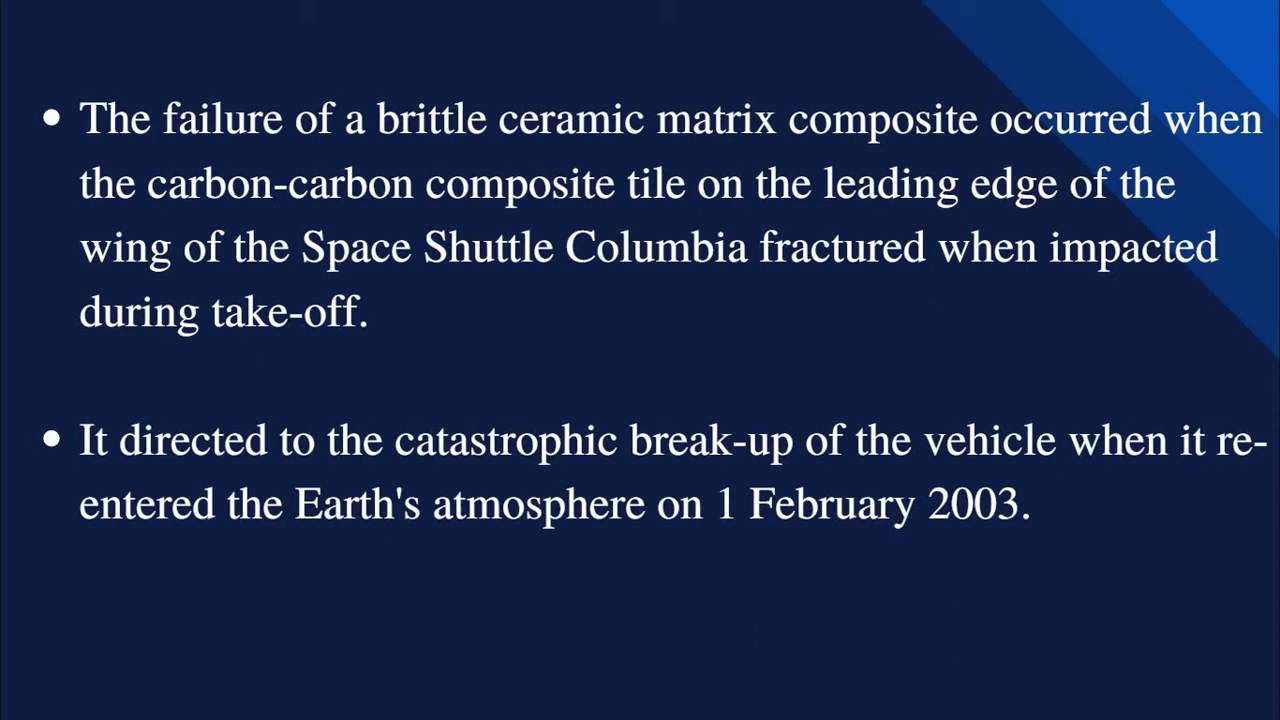 • The failure of a brittle ceramic matrix composite occurred when
the carbon-carbon composite tile on the leading edge of the
wing of the Space Shuttle Columbia fractured when impacted
during take-off.
• It directed to the catastrophic break-up of the vehicle when it re-
entered the Earth's atmosphere on 1 February 2003.